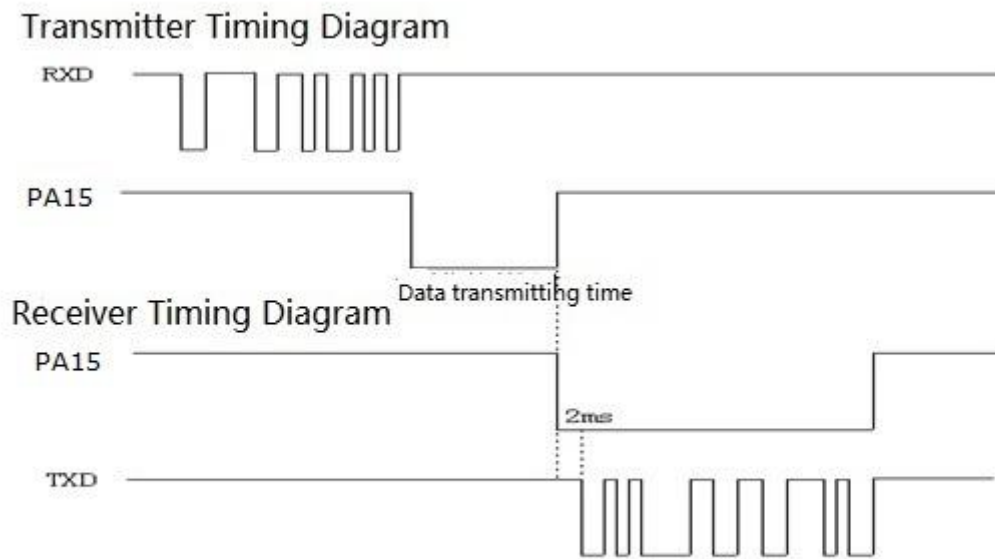 Transmitter Timing Diagram
RXD
PA15
Data transmitting time
Receiver Timing Diagram
PA15
2ms
TXD